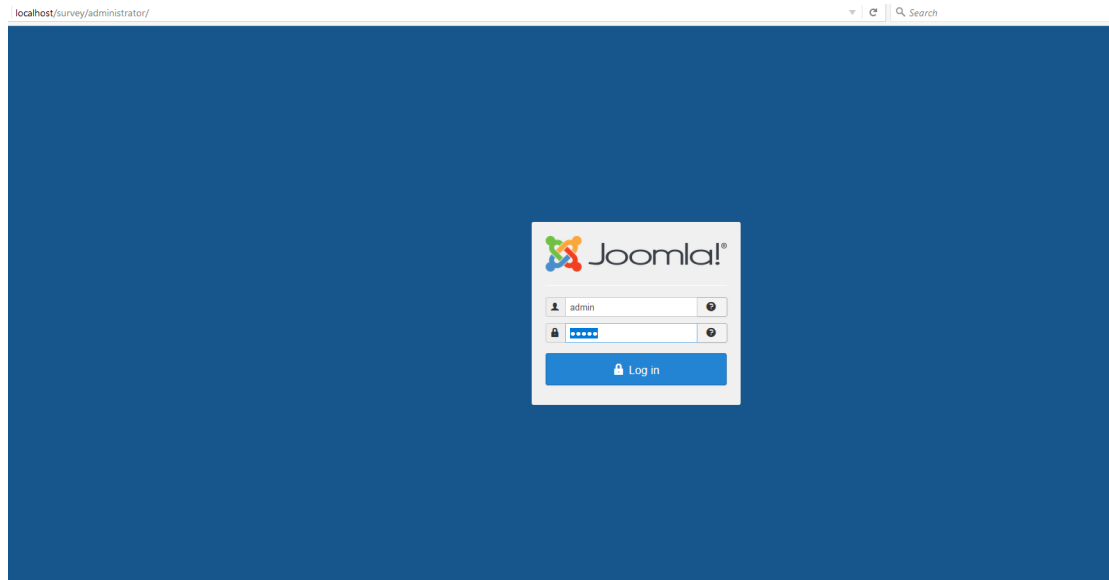 localhost/survey/administrator/
Search
Joomla!®
admin
•••••
Log in